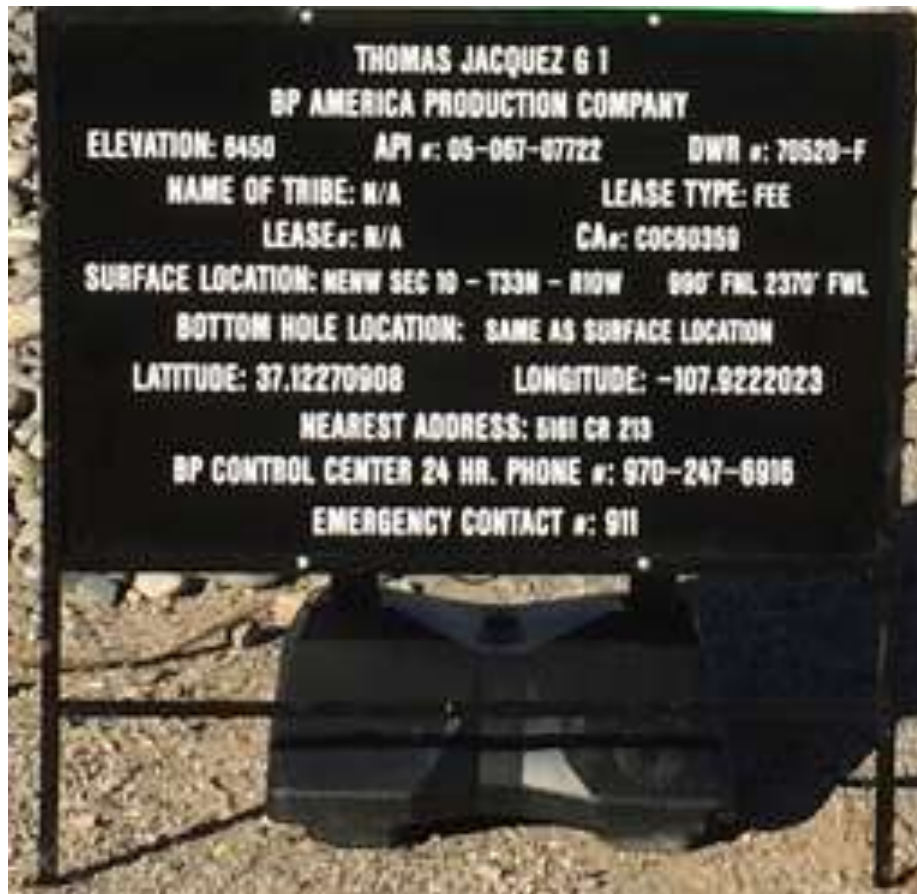 THOMAS JACQUEZ G 1
BP AMERICA PRODUCTION COMPANY
ELEVATION: 6450 API #: 05-067-07722 DWR #: 70520-F
NAME OF TRIBE: N/A LEASE TYPE: FEE
LEASE#: N/A CA#: COC60359
SURFACE LOCATION: NENW SEC 10 - T33N - R10W 990' FNL 2370' FWL
BOTTOM HOLE LOCATION: SAME AS SURFACE LOCATION
LATITUDE: 37.12270908 LONGITUDE: -107.9222023
NEAREST ADDRESS: 5161 CR 213
BP CONTROL CENTER 24 HR. PHONE #: 970-247-6916
EMERGENCY CONTACT #: 911